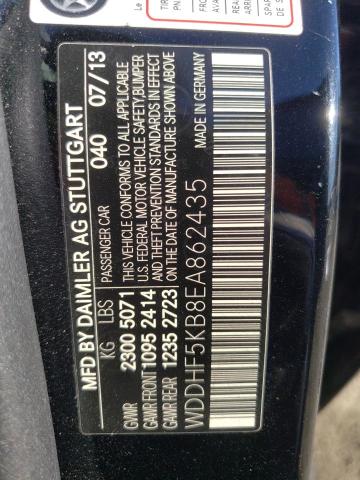 MFD. BY DAIMLER AG STUTTGART
PASSENGER CAR 040 07/13
KG LBS
GVWR 2300 5071
GAWR FRONT 1095 2414
GAWR REAR 1235 2723
THIS VEHICLE CONFORMS TO ALL APPLICABLE
U.S. FEDERAL MOTOR VEHICLE SAFETY, BUMPER
AND THEFT PREVENTION STANDARDS IN EFFECT
ON THE DATE OF MANUFACTURE SHOWN ABOVE
MADE IN GERMANY
WDDHF5KB8EA862435